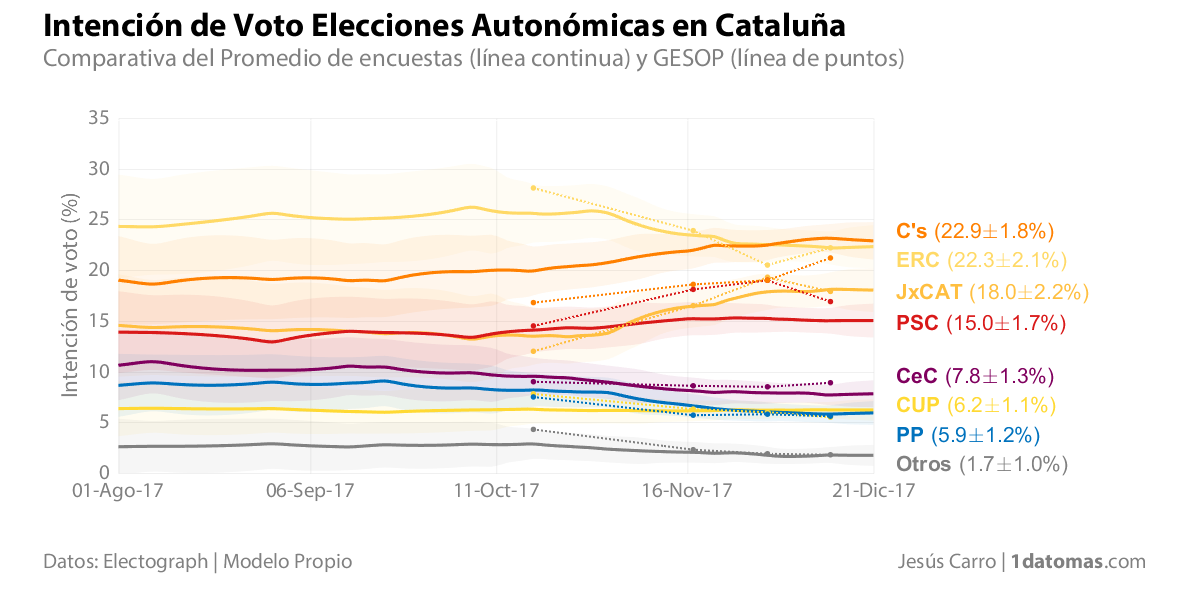 Intención de Voto Elecciones Autonómicas en Cataluña
Comparativa del Promedio de encuestas (línea continua) y GESOP (línea de puntos)
Intención de voto (%)
35
30
25
20
15
10
5
0
01-Ago-17
06-Sep-17
11-Oct-17
16-Nov-17
21-Dic-17
C's (22.9±1.8%)
ERC (22.3±2.1%)
JxCAT (18.0±2.2%)
PSC (15.0±1.7%)
CeC (7.8±1.3%)
CUP (6.2±1.1%)
PP (5.9±1.2%)
Otros (1.7±1.0%)
Datos: Electograph | Modelo Propio
Jesús Carro | 1datomas.com